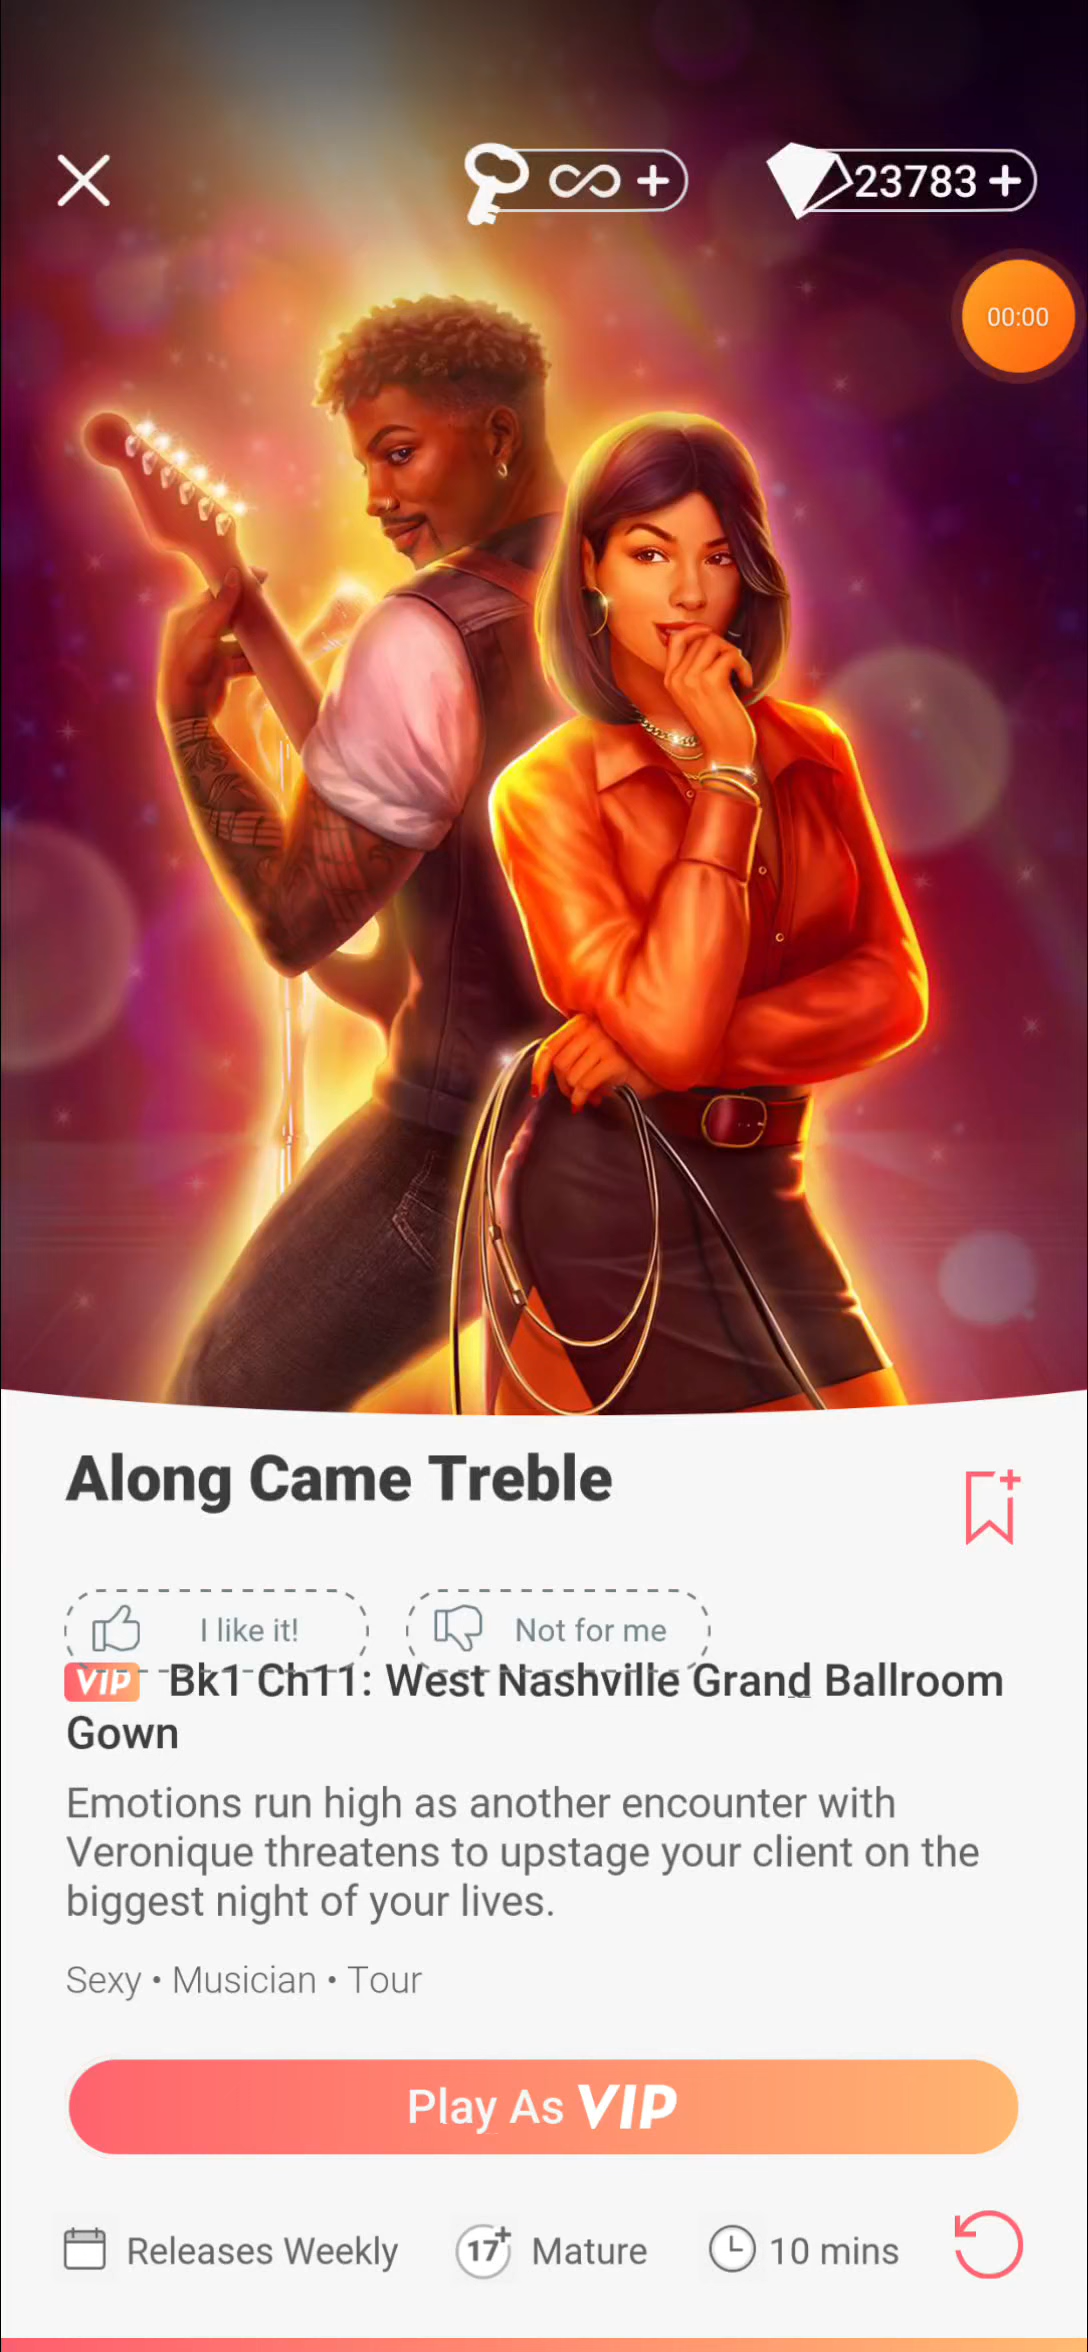 23783
00:00
Along Came Treble
I like it! Not for me
VIP Bk1 Ch11: West Nashville Grand Ballroom
Gown
Emotions run high as another encounter with
Veronique threatens to upstage your client on the
biggest night of your lives.
Sexy • Musician • Tour
Play As VIP
Releases Weekly 17+ Mature 10 mins